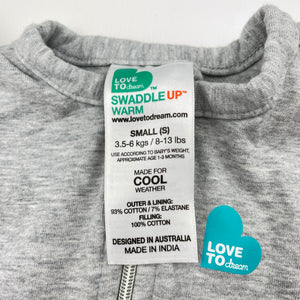 LOVE
TO dream
™
SWADDLE UP™
WARM
www.lovetodream.com
SMALL (S)
3.5-6 kgs / 8-13 lbs
USE ACCORDING TO BABY'S WEIGHT,
APPROXIMATE AGE 1-3 MONTHS
MADE FOR
COOL
WEATHER
OUTER & LINING:
93% COTTON / 7% ELASTANE
FILLING:
100% COTTON
DESIGNED IN AUSTRALIA
MADE IN INDIA
LOVE
TO dream